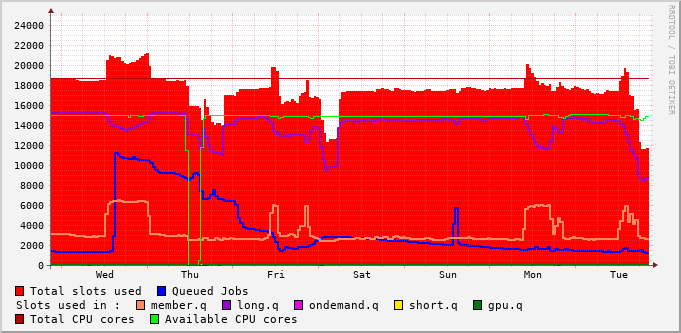 24000
22000
20000
18000
16000
14000
12000
10000
8000
6000
4000
2000
0
Wed Thu Fri Sat Sun Mon Tue
Total slots used Queued Jobs
Slots used in : member.q long.q ondemand.q short.q gpu.q
Total CPU cores Available CPU cores
RRDTOOL / TOBI OETIKER